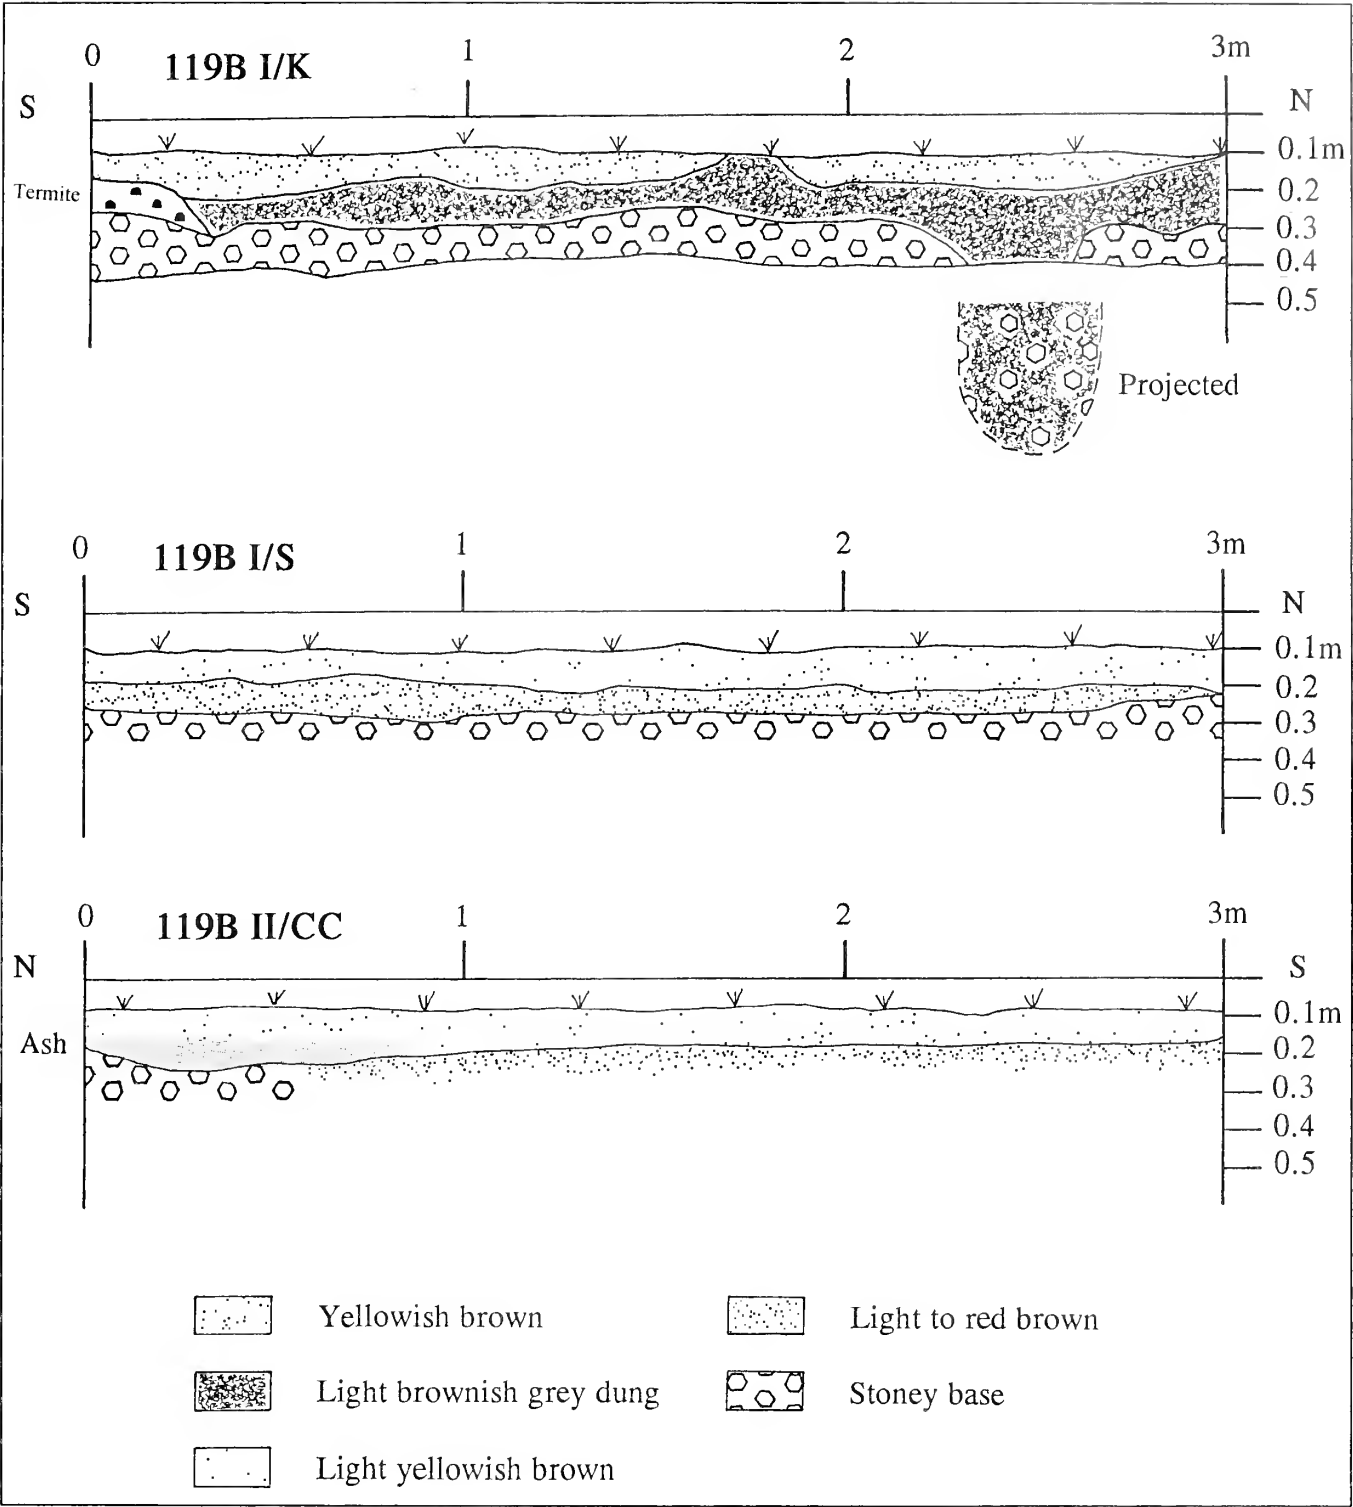 0 1 2 3m
119B I/K
S N
0.1m
Termite 0.2
0.3
0.4
0.5
Projected
0 1 2 3m
119B I/S
S N
0.1m
0.2
0.3
0.4
0.5
0 1 2 3m
119B II/CC
N S
0.1m
Ash 0.2
0.3
0.4
0.5
Yellowish brown Light to red brown
Light brownish grey dung Stoney base
Light yellowish brown